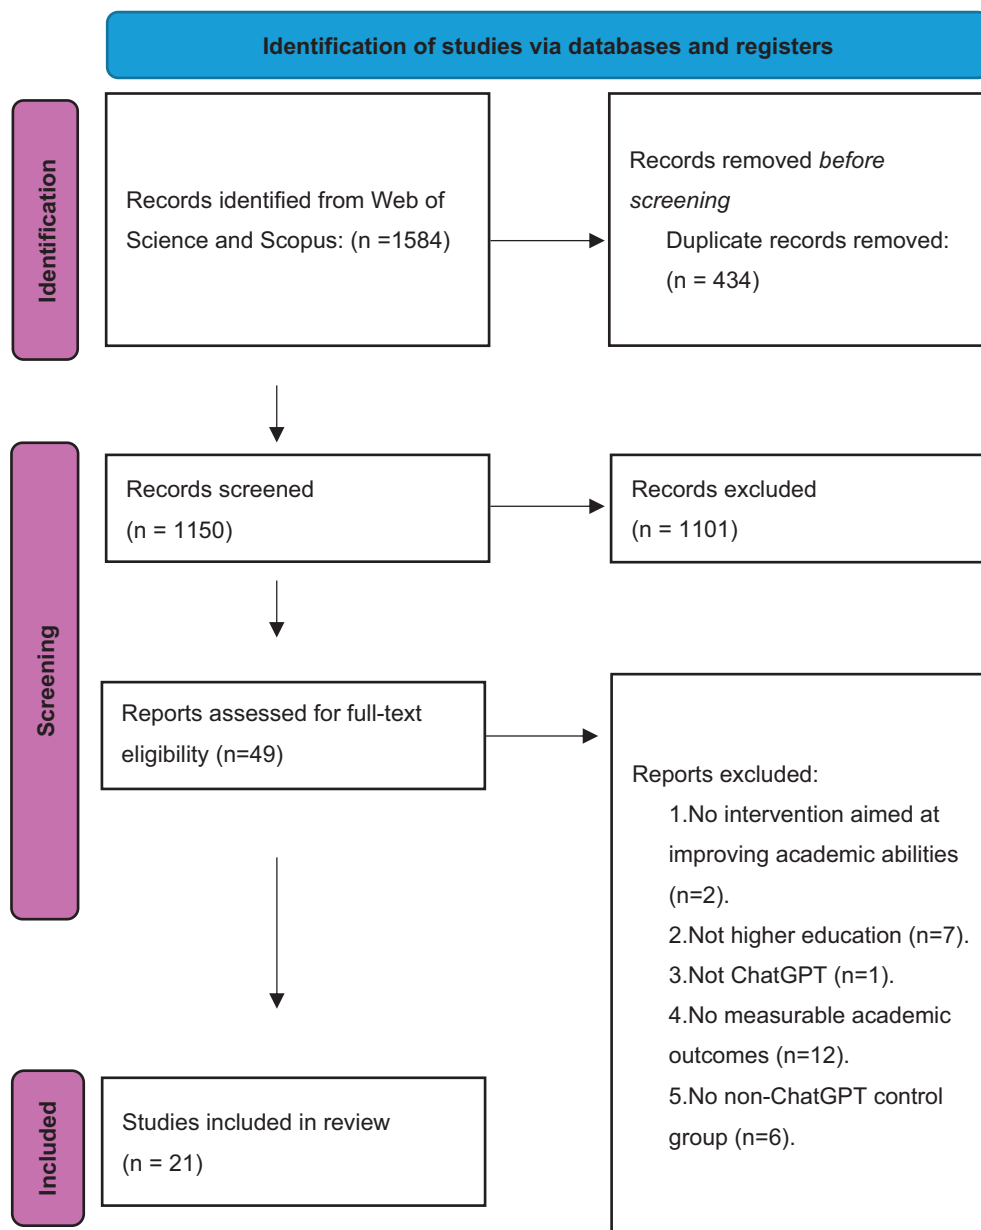 Identification of studies via databases and registers
Identification
Records identified from Web of
Science and Scopus: (n =1584)
Records removed before
screening
Duplicate records removed:
(n = 434)
Screening
Records screened
(n = 1150)
Records excluded
(n = 1101)
Reports assessed for full-text
eligibility (n=49)
Reports excluded:
1.No intervention aimed at
improving academic abilities
(n=2).
2.Not higher education (n=7).
3.Not ChatGPT (n=1).
4.No measurable academic
outcomes (n=12).
5.No non-ChatGPT control
group (n=6).
Included
Studies included in review
(n = 21)